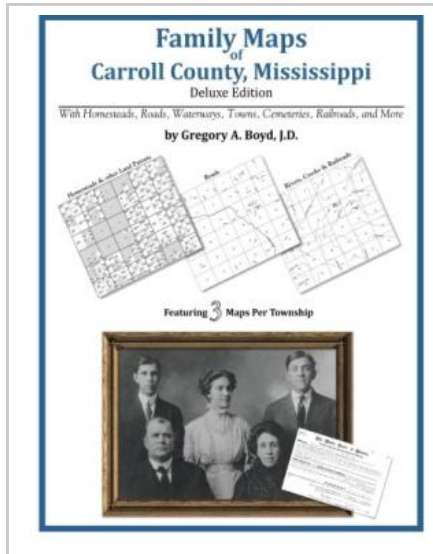 Family Maps
of
Carroll County, Mississippi
Deluxe Edition
With Homesteads, Roads, Waterways, Towns, Cemeteries, Railroads, and More
by Gregory A. Boyd, J.D.
Homesteads & other Land Patents
Roads
Rivers, Creeks & Railroads
Featuring 3 Maps Per Township